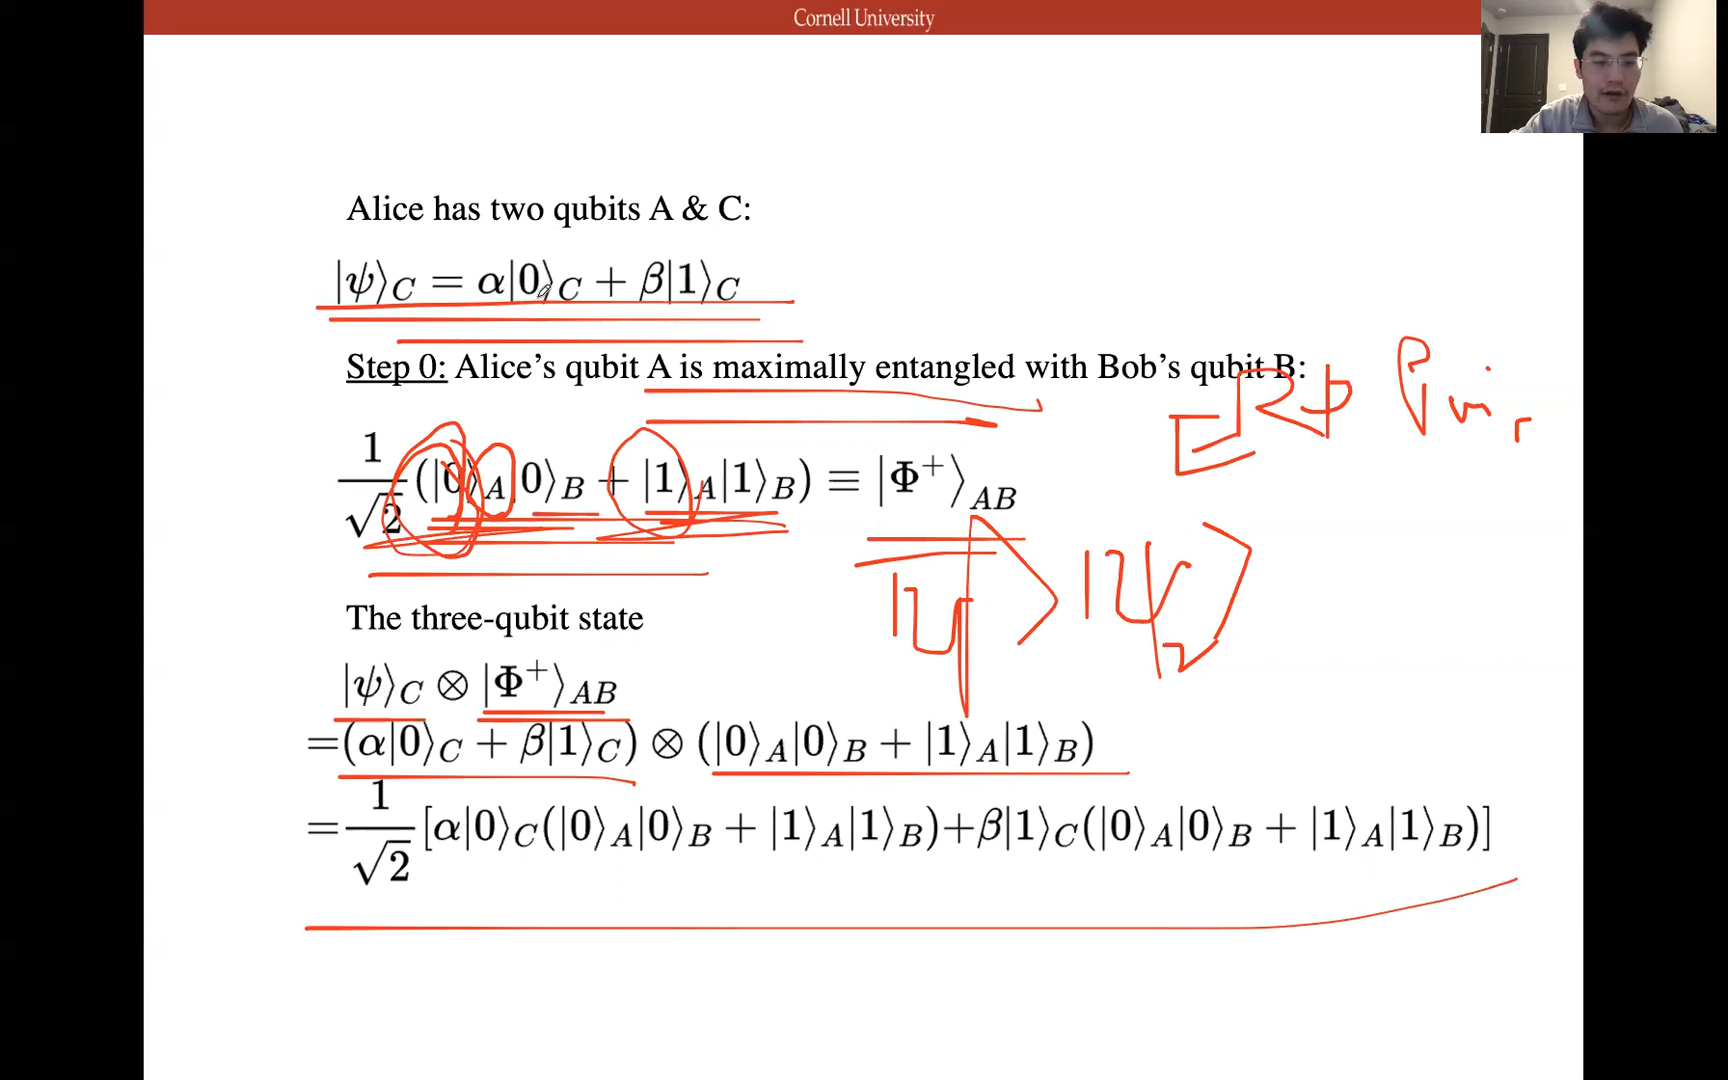 Cornell University
Alice has two qubits A & C:
|ψ⟩_C = α|0⟩_C + β|1⟩_C
Step 0: Alice's qubit A is maximally entangled with Bob's qubit B:
ERP Pair
1/√2 (|0⟩_A|0⟩_B + |1⟩_A|1⟩_B) ≡ |Φ⁺⟩_AB
|ψ⟩ |ψ₂⟩
The three-qubit state
|ψ⟩_C ⊗ |Φ⁺⟩_AB
=(α|0⟩_C + β|1⟩_C) ⊗ (|0⟩_A|0⟩_B + |1⟩_A|1⟩_B)
=1/√2 [α|0⟩_C(|0⟩_A|0⟩_B + |1⟩_A|1⟩_B)+β|1⟩_C(|0⟩_A|0⟩_B + |1⟩_A|1⟩_B)]